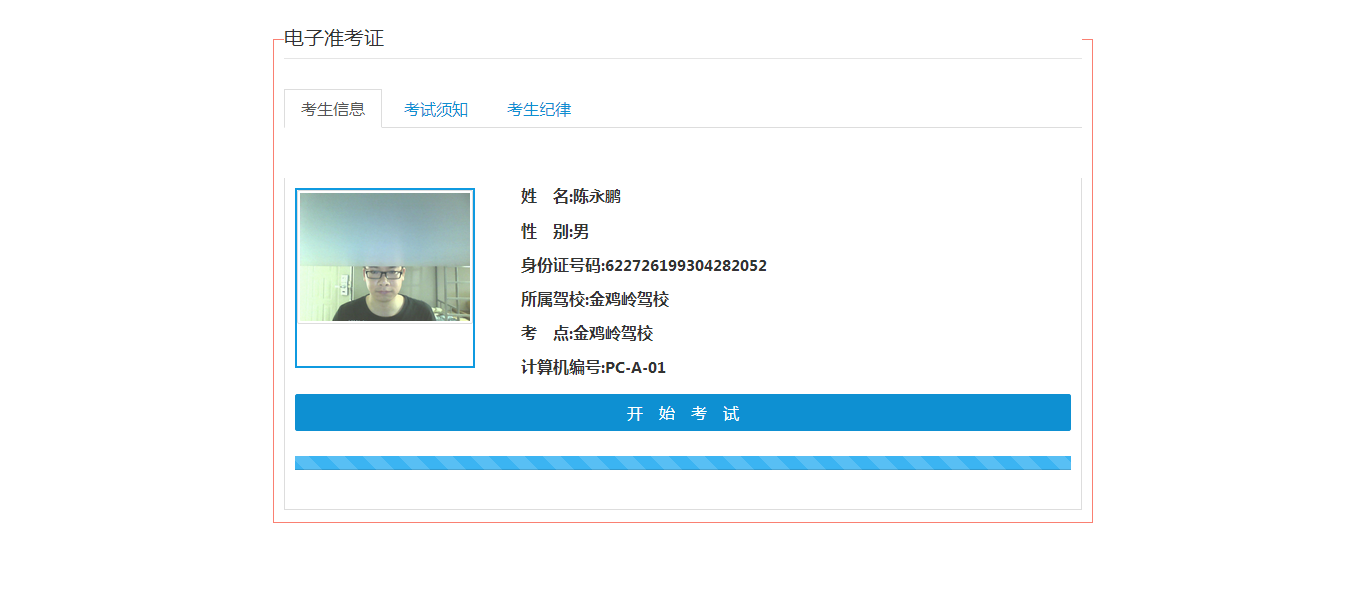 电子准考证
考生信息 考试须知 考生纪律
姓 名:陈永鹏
性 别:男
身份证号码:622726199304282052
所属驾校:金鸡岭驾校
考 点:金鸡岭驾校
计算机编号:PC-A-01
开 始 考 试